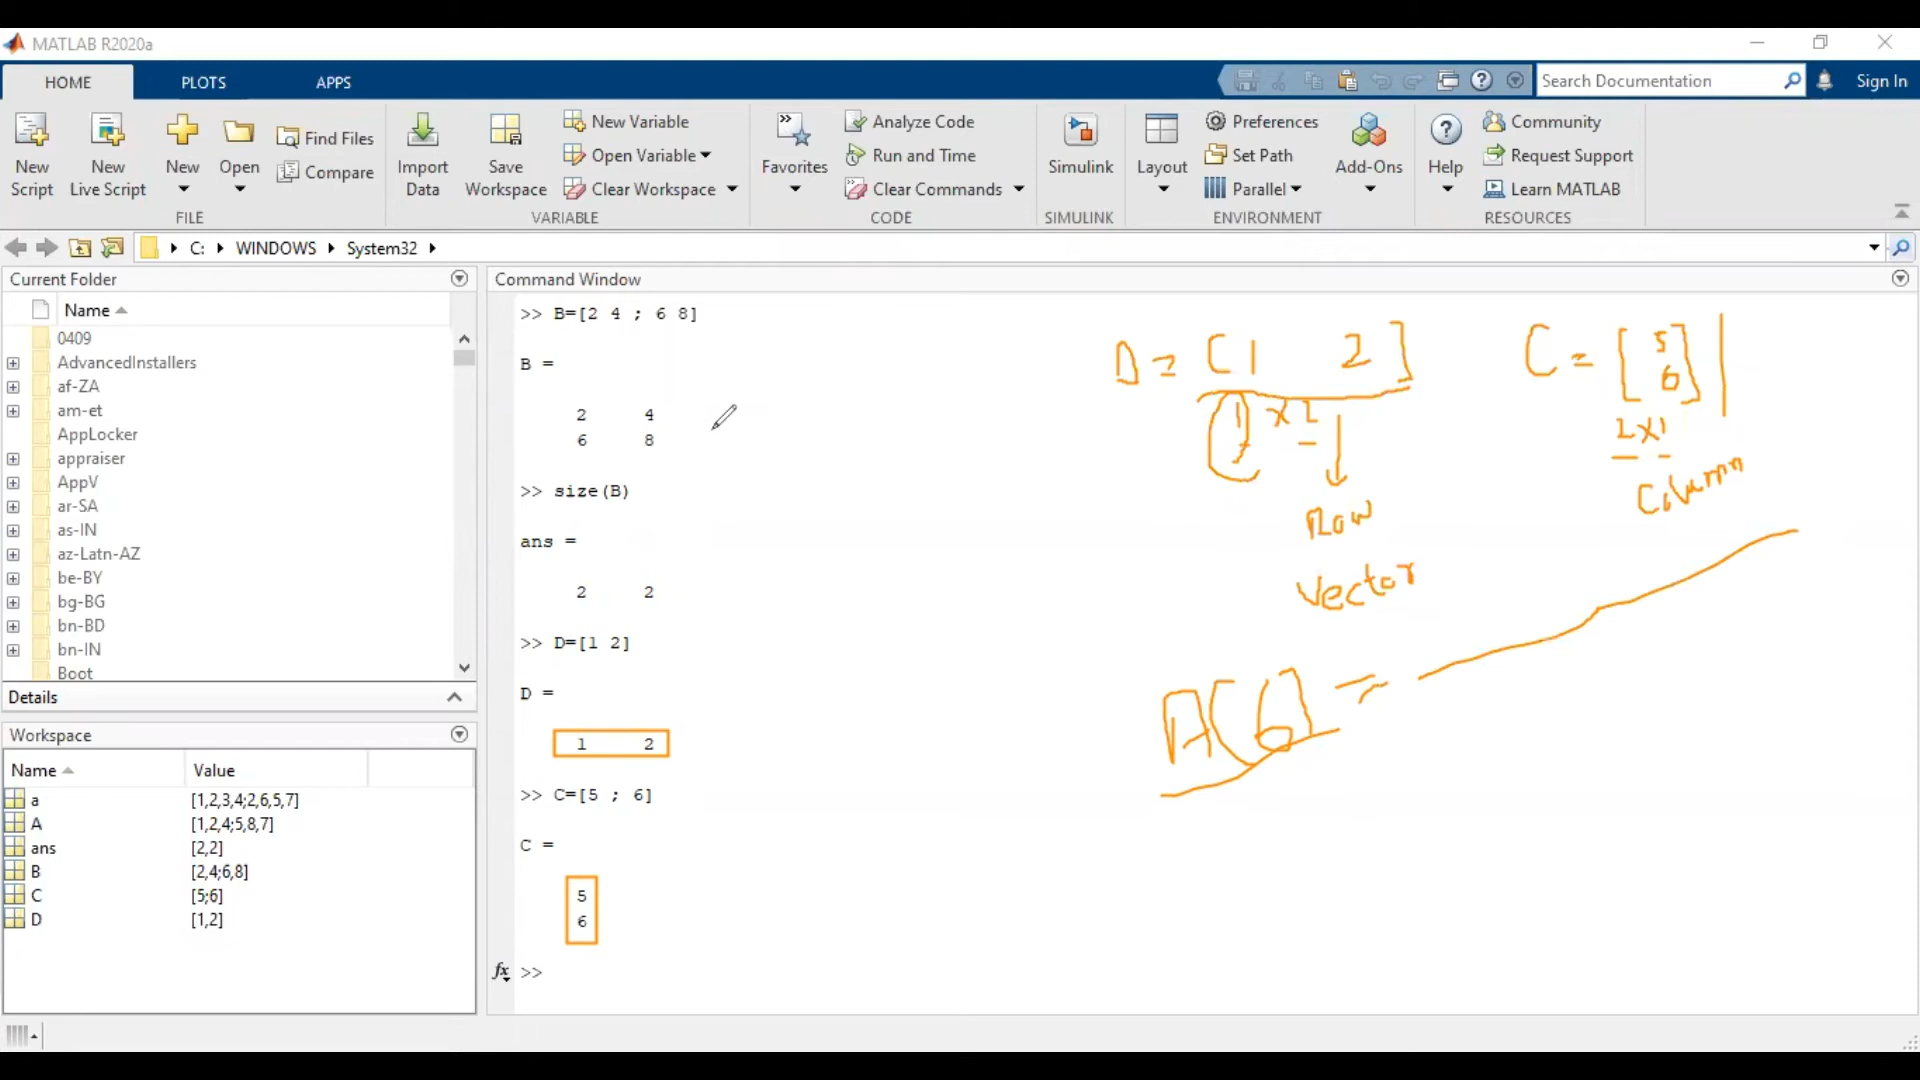 MATLAB R2020a
HOME PLOTS APPS
Search Documentation
Sign In
New Script
New Live Script
New
Open
Find Files
Compare
FILE
Import Data
Save Workspace
New Variable
Open Variable
Clear Workspace
VARIABLE
Favorites
Analyze Code
Run and Time
Clear Commands
CODE
Simulink
SIMULINK
Layout
Preferences
Set Path
Parallel
Add-Ons
ENVIRONMENT
Help
Community
Request Support
Learn MATLAB
RESOURCES
C: WINDOWS System32
Current Folder
Name
0409
AdvancedInstallers
af-ZA
am-et
AppLocker
appraiser
AppV
ar-SA
as-IN
az-Latn-AZ
be-BY
bg-BG
bn-BD
bn-IN
Boot
Details
Workspace
Name Value
a [1,2,3,4;2,6,5,7]
A [1,2,4;5,8,7]
ans [2,2]
B [2,4;6,8]
C [5;6]
D [1,2]
Command Window
>> B=[2 4 ; 6 8]
B =
2 4
6 8
>> size(B)
ans =
2 2
>> D=[1 2]
D =
1 2
>> C=[5 ; 6]
C =
5
6
fx >>
D = [1 2]
1 x 2
Row
Vector
C = [5
6]
2x1
Column
A[6] =